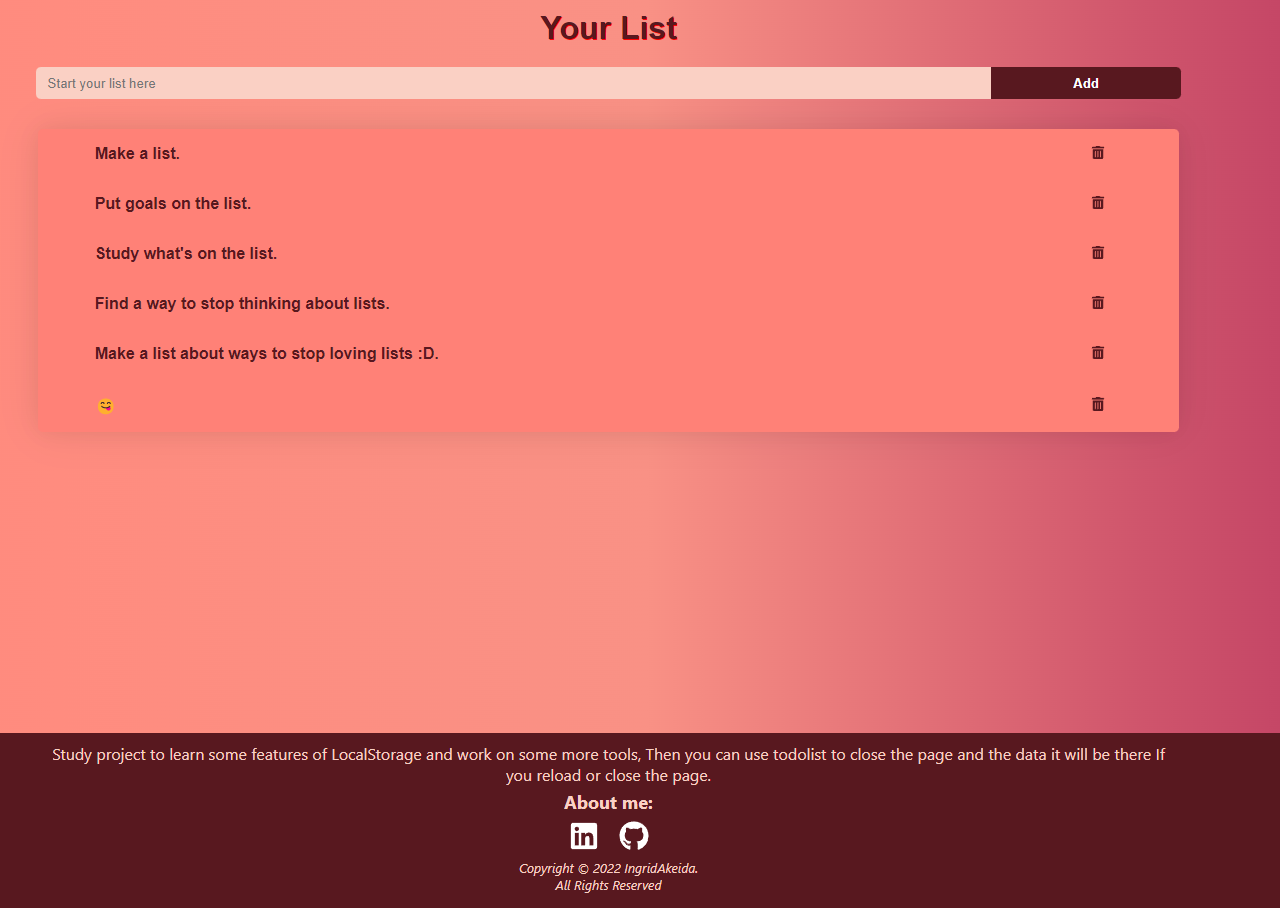 Your List
Start your list here
Add
Make a list.
Put goals on the list.
Study what's on the list.
Find a way to stop thinking about lists.
Make a list about ways to stop loving lists :D.
😋
Study project to learn some features of LocalStorage and work on some more tools, Then you can use todolist to close the page and the data it will be there If
you reload or close the page.
About me:
in
Copyright © 2022 IngridAkeida.
All Rights Reserved